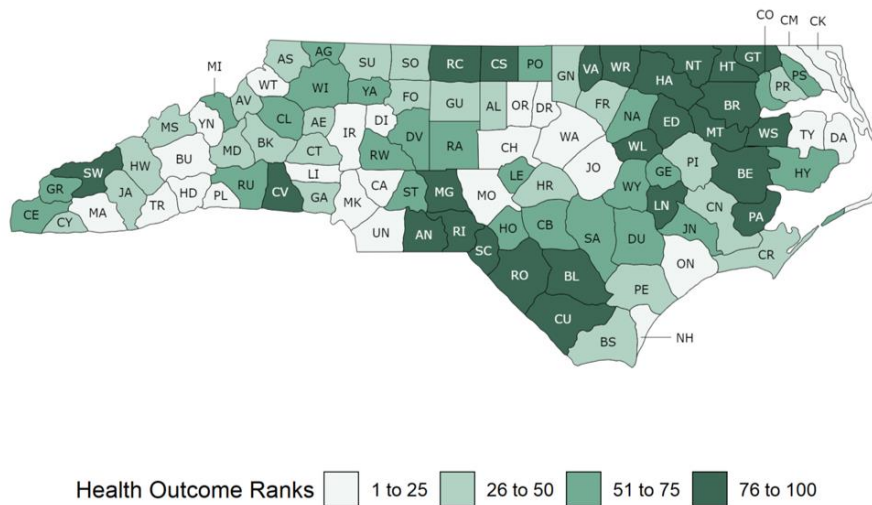 CO CM CK
MI
AS AG SU SO RC CS PO GN VA WR NT HT GT
WT WI YA FO GU AL OR DR FR HA PS
AV CL AE IR DI DV RA NA ED BR PR
MS YN BK CT RW CH WA MT WS TY DA
SW HW BU MD LI CA ST MG MO LE HR JO WL PI BE HY
GR JA RU CV GA WY GE
CE CY MA TR HD PL MK UN AN RI HO CB SA DU LN CN PA
SC JN
RO BL ON CR
PE
CU BS NH
Health Outcome Ranks 1 to 25 26 to 50 51 to 75 76 to 100